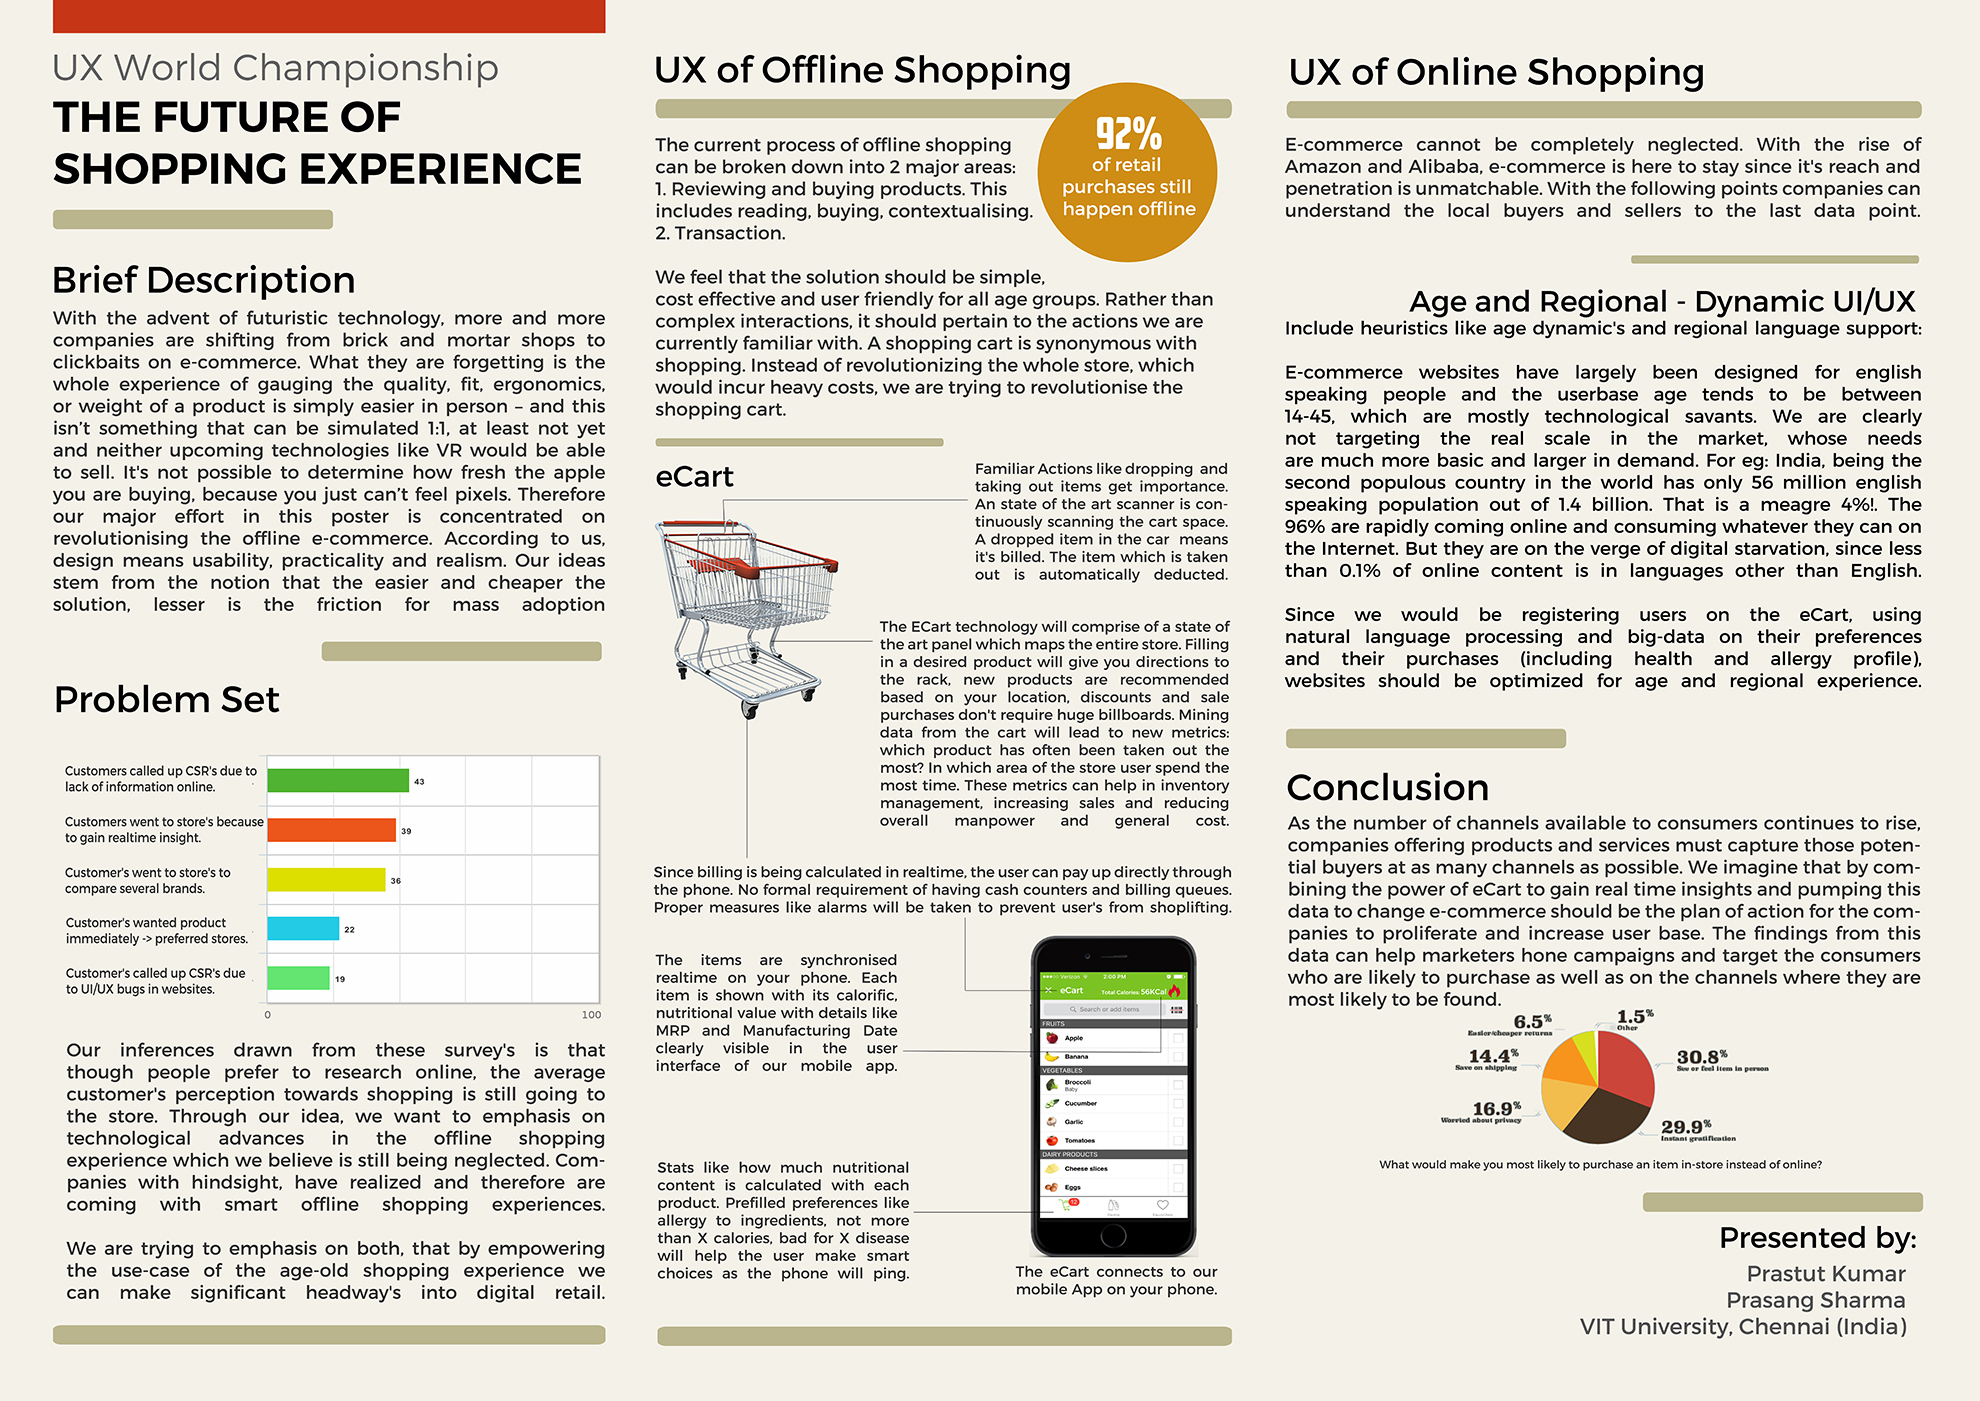 UX World Championship
THE FUTURE OF
SHOPPING EXPERIENCE
Brief Description
With the advent of futuristic technology, more and more
companies are shifting from brick and mortar shops to
clickbaits on e-commerce. What they are forgetting is the
whole experience of gauging the quality, fit, ergonomics,
or weight of a product is simply easier in person – and this
isn't something that can be simulated 1:1, at least not yet
and neither upcoming technologies like VR would be able
to sell. It's not possible to determine how fresh the apple
you are buying, because you just can't feel pixels. Therefore
our major effort in this poster is concentrated on
revolutionising the offline e-commerce. According to us,
design means usability, practicality and realism. Our ideas
stem from the notion that the easier and cheaper the
solution, lesser is the friction for mass adoption
Problem Set
Customers called up CSR's due to
lack of information online.
43
Customers went to store's because
to gain realtime insight.
39
Customer's went to store's to
compare several brands.
36
Customer's wanted product
immediately -> preferred stores.
22
Customer's called up CSR's due
to UI/UX bugs in websites.
19
0
100
Our inferences drawn from these survey's is that
though people prefer to research online, the average
customer's perception towards shopping is still going to
the store. Through our idea, we want to emphasis on
technological advances in the offline shopping
experience which we believe is still being neglected. Com-
panies with hindsight, have realized and therefore are
coming with smart offline shopping experiences.
We are trying to emphasis on both, that by empowering
the use-case of the age-old shopping experience we
can make significant headway's into digital retail.
UX of Offline Shopping
92%
of retail
purchases still
happen offline
The current process of offline shopping
can be broken down into 2 major areas:
1. Reviewing and buying products. This
includes reading, buying, contextualising.
2. Transaction.
We feel that the solution should be simple,
cost effective and user friendly for all age groups. Rather than
complex interactions, it should pertain to the actions we are
currently familiar with. A shopping cart is synonymous with
shopping. Instead of revolutionizing the whole store, which
would incur heavy costs, we are trying to revolutionise the
shopping cart.
eCart
Familiar Actions like dropping and
taking out items get importance.
An state of the art scanner is con-
tinuously scanning the cart space.
A dropped item in the car means
it's billed. The item which is taken
out is automatically deducted.
The ECart technology will comprise of a state of
the art panel which maps the entire store. Filling
in a desired product will give you directions to
the rack, new products are recommended
based on your location, discounts and sale
purchases don't require huge billboards. Mining
data from the cart will lead to new metrics:
which product has often been taken out the
most? In which area of the store user spend the
most time. These metrics can help in inventory
management, increasing sales and reducing
overall manpower and general cost.
Since billing is being calculated in realtime, the user can pay up directly through
the phone. No formal requirement of having cash counters and billing queues.
Proper measures like alarms will be taken to prevent user's from shoplifting.
The items are synchronised
realtime on your phone. Each
item is shown with its calorific,
nutritional value with details like
MRP and Manufacturing Date
clearly visible in the user
interface of our mobile app.
Stats like how much nutritional
content is calculated with each
product. Prefilled preferences like
allergy to ingredients, not more
than X calories, bad for X disease
will help the user make smart
choices as the phone will ping.
Verizon
2:00 PM
eCart
Total Calories: 56KCal
Search or add items
FRUITS
Apple
Banana
VEGETABLES
Broccoli
Baby
Cucumber
Garlic
Tomatoes
DAIRY PRODUCTS
Cheese slices
Eggs
12
The eCart connects to our
mobile App on your phone.
UX of Online Shopping
E-commerce cannot be completely neglected. With the rise of
Amazon and Alibaba, e-commerce is here to stay since it's reach and
penetration is unmatchable. With the following points companies can
understand the local buyers and sellers to the last data point.
Age and Regional - Dynamic UI/UX
Include heuristics like age dynamic's and regional language support:
E-commerce websites have largely been designed for english
speaking people and the userbase age tends to be between
14-45, which are mostly technological savants. We are clearly
not targeting the real scale in the market, whose needs
are much more basic and larger in demand. For eg: India, being the
second populous country in the world has only 56 million english
speaking population out of 1.4 billion. That is a meagre 4%!. The
96% are rapidly coming online and consuming whatever they can on
the Internet. But they are on the verge of digital starvation, since less
than 0.1% of online content is in languages other than English.
Since we would be registering users on the eCart, using
natural language processing and big-data on their preferences
and their purchases (including health and allergy profile),
websites should be optimized for age and regional experience.
Conclusion
As the number of channels available to consumers continues to rise,
companies offering products and services must capture those poten-
tial buyers at as many channels as possible. We imagine that by com-
bining the power of eCart to gain real time insights and pumping this
data to change e-commerce should be the plan of action for the com-
panies to proliferate and increase user base. The findings from this
data can help marketers hone campaigns and target the consumers
who are likely to purchase as well as on the channels where they are
most likely to be found.
6.5%
Easier/cheaper returns
1.5%
Other
14.4%
Save on shipping
30.8%
See or feel item in person
16.9%
Worried about privacy
29.9%
Instant gratification
What would make you most likely to purchase an item in-store instead of online?
Presented by:
Prastut Kumar
Prasang Sharma
VIT University, Chennai (India)